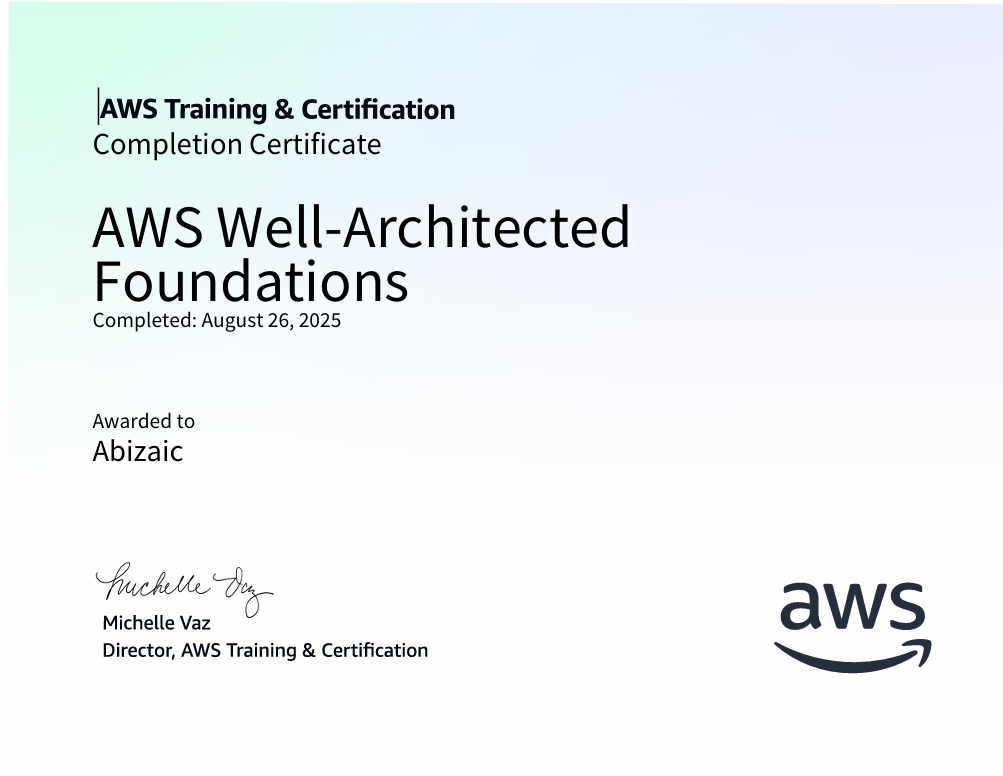 AWS Training & Certification
Completion Certificate
AWS Well-Architected
Foundations
Completed: August 26, 2025
Awarded to
Abizaic
Michelle Vaz
Michelle Vaz
Director, AWS Training & Certification
aws